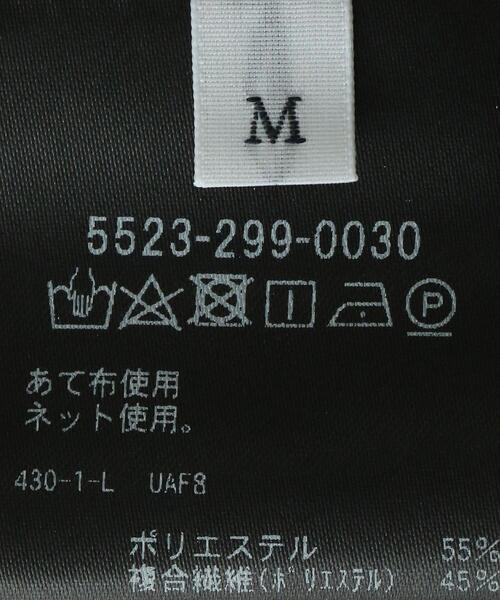 M
5523-299-0030
P
あて布使用
ネット使用。
430-1-L UAF8
ポリエステル 55%
複合繊維(ポリエステル) 45%